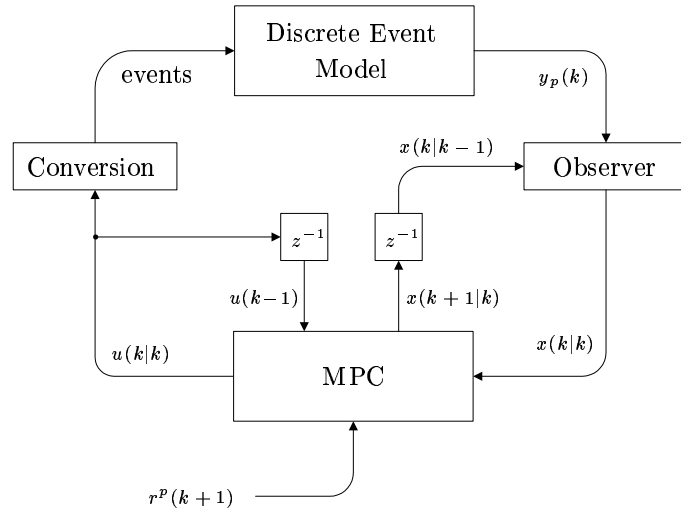 Discrete Event
Model
events
y_p(k)
x(k|k − 1)
Conversion
Observer
z^{-1}
z^{-1}
u(k−1)
x(k + 1|k)
u(k|k)
x(k|k)
MPC
r^p(k + 1)